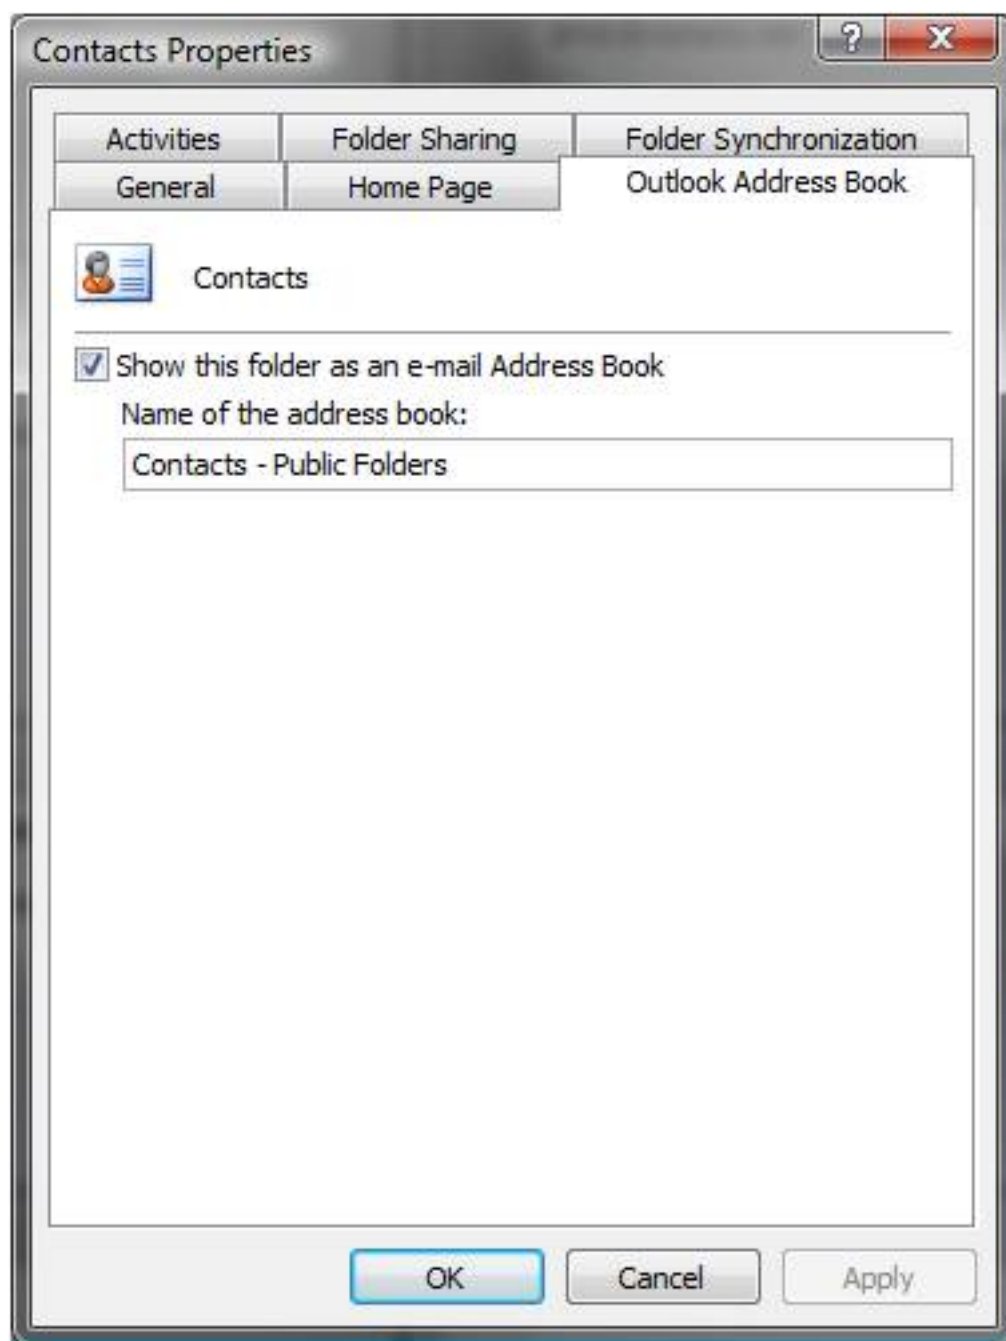 Contacts Properties
?
X
Activities
Folder Sharing
Folder Synchronization
General
Home Page
Outlook Address Book
Contacts
Show this folder as an e-mail Address Book
Name of the address book:
Contacts - Public Folders
OK
Cancel
Apply